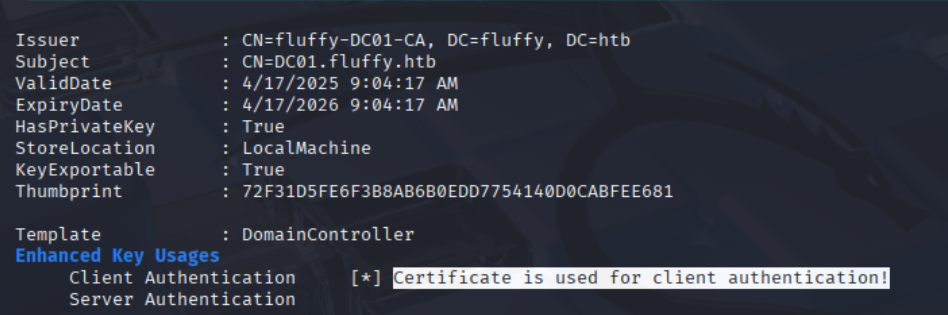 Issuer : CN=fluffy-DC01-CA, DC=fluffy, DC=htb
Subject : CN=DC01.fluffy.htb
ValidDate : 4/17/2025 9:04:17 AM
ExpiryDate : 4/17/2026 9:04:17 AM
HasPrivateKey : True
StoreLocation : LocalMachine
KeyExportable : True
Thumbprint : 72F31D5FE6F3B8AB6B0EDD7754140D0CABFEE681
Template : DomainController
Enhanced Key Usages
Client Authentication [*] Certificate is used for client authentication!
Server Authentication